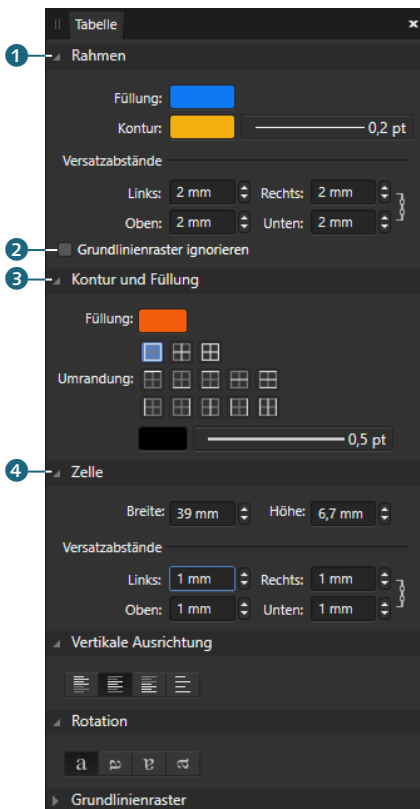 Tabelle
1 Rahmen
Füllung:
Kontur: 0,2 pt
Versatzabstände
Links: 2 mm Rechts: 2 mm
Oben: 2 mm Unten: 2 mm
2 Grundlinienraster ignorieren
3 Kontur und Füllung
Füllung:
Umrandung:
0,5 pt
4 Zelle
Breite: 39 mm Höhe: 6,7 mm
Versatzabstände
Links: 1 mm Rechts: 1 mm
Oben: 1 mm Unten: 1 mm
Vertikale Ausrichtung
Rotation
a a a a
Grundlinienraster